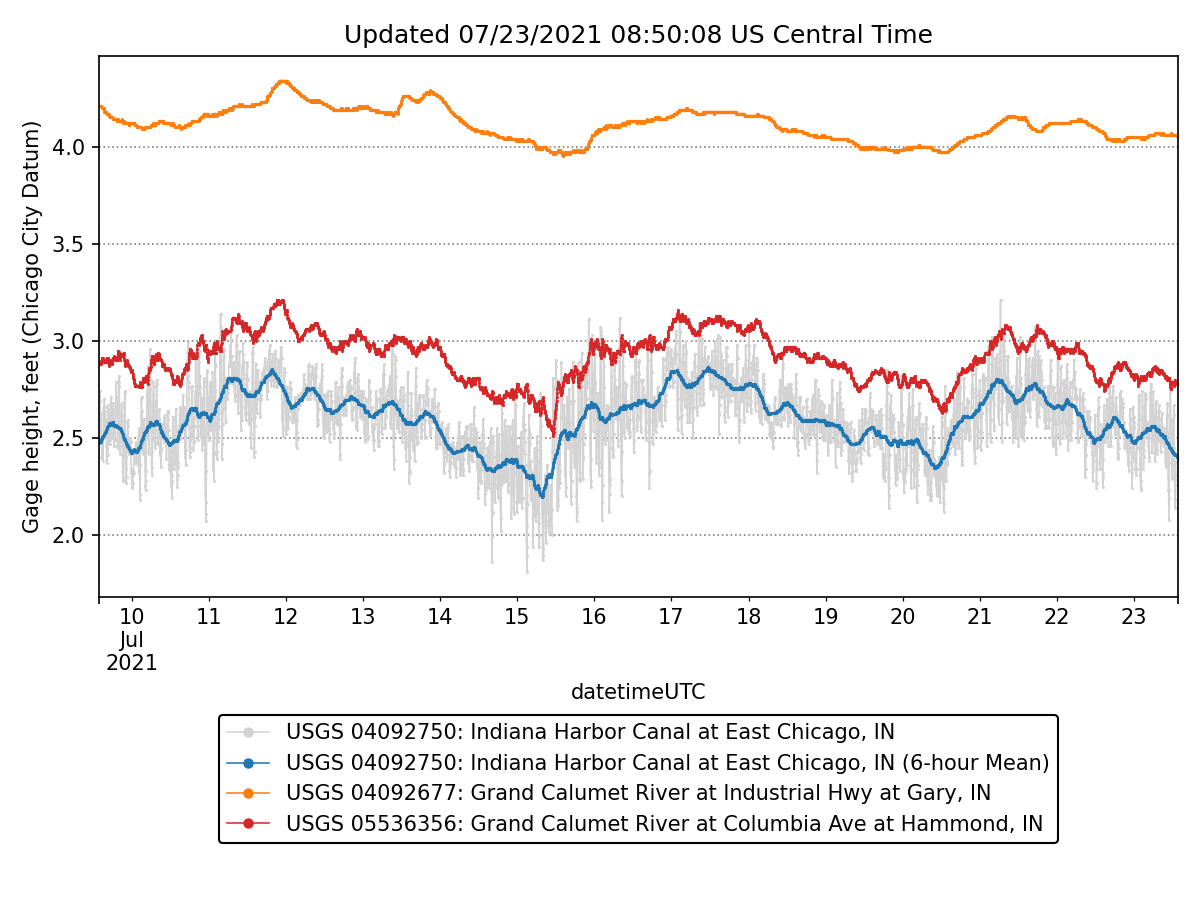 Updated 07/23/2021 08:50:08 US Central Time
Gage height, feet (Chicago City Datum)
4.0
3.5
3.0
2.5
2.0
10 11 12 13 14 15 16 17 18 19 20 21 22 23
Jul
2021
datetimeUTC
USGS 04092750: Indiana Harbor Canal at East Chicago, IN
USGS 04092750: Indiana Harbor Canal at East Chicago, IN (6-hour Mean)
USGS 04092677: Grand Calumet River at Industrial Hwy at Gary, IN
USGS 05536356: Grand Calumet River at Columbia Ave at Hammond, IN